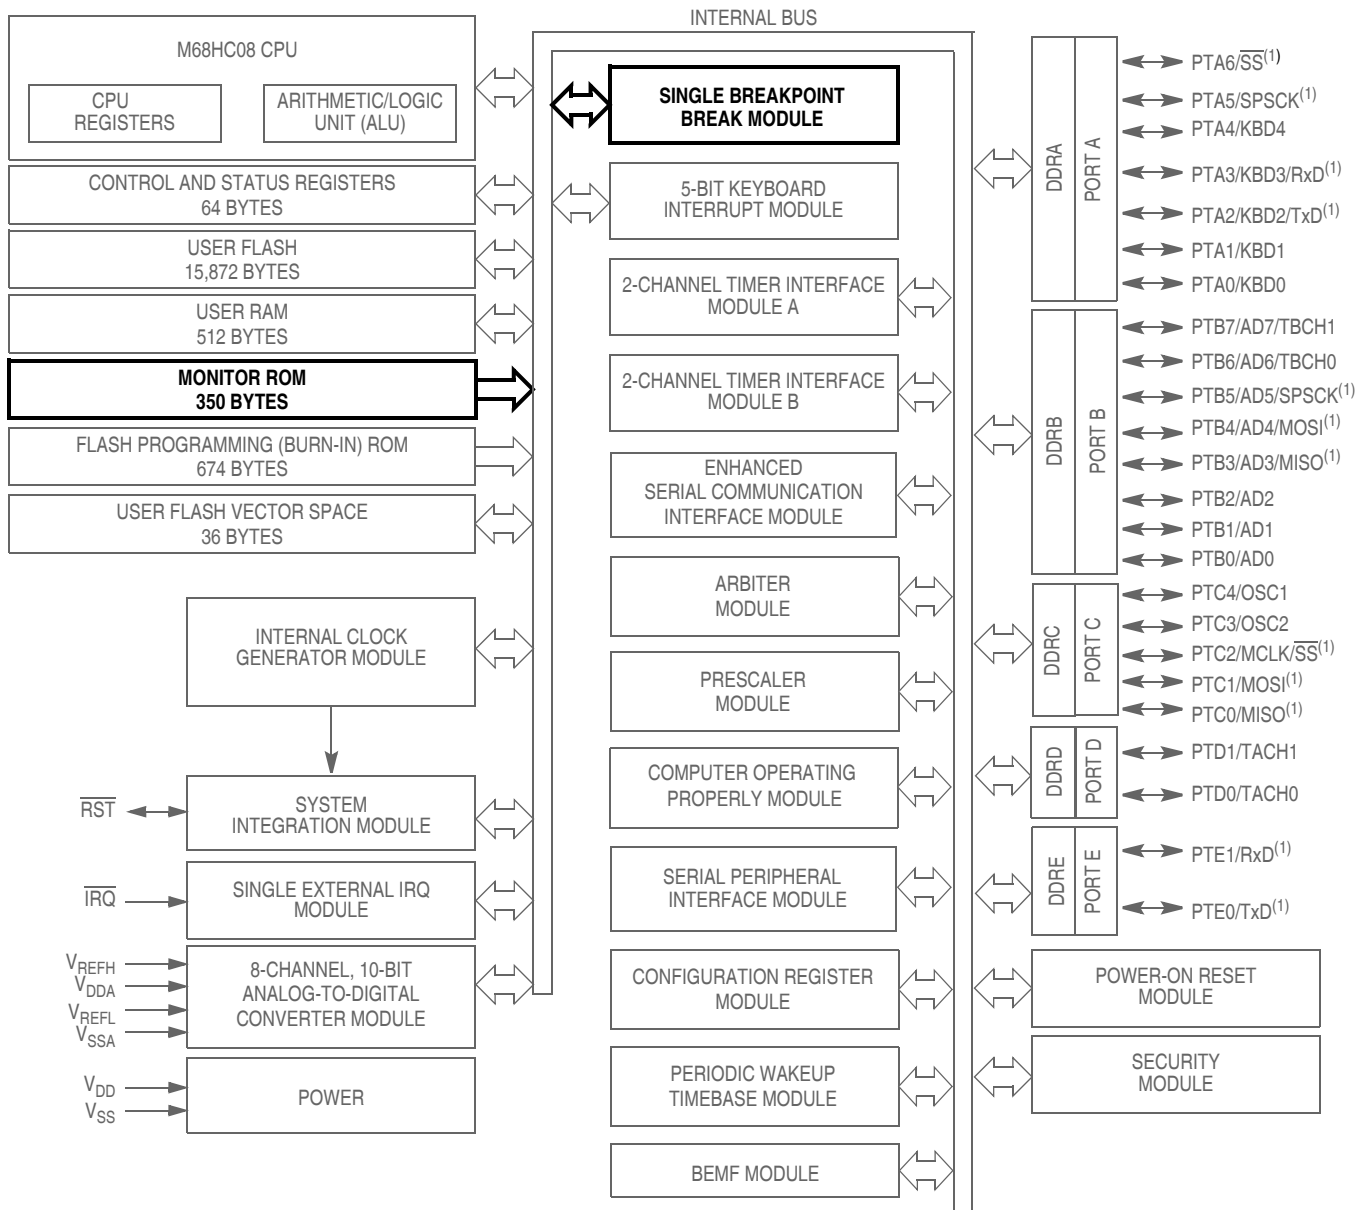 INTERNAL BUS
M68HC08 CPU
CPU
REGISTERS
ARITHMETIC/LOGIC
UNIT (ALU)
CONTROL AND STATUS REGISTERS
64 BYTES
USER FLASH
15,872 BYTES
USER RAM
512 BYTES
MONITOR ROM
350 BYTES
FLASH PROGRAMMING (BURN-IN) ROM
674 BYTES
USER FLASH VECTOR SPACE
36 BYTES
INTERNAL CLOCK
GENERATOR MODULE
RST
SYSTEM
INTEGRATION MODULE
IRQ
SINGLE EXTERNAL IRQ
MODULE
VREFH
VDDA
VREFL
VSSA
8-CHANNEL, 10-BIT
ANALOG-TO-DIGITAL
CONVERTER MODULE
VDD
VSS
POWER
SINGLE BREAKPOINT
BREAK MODULE
5-BIT KEYBOARD
INTERRUPT MODULE
2-CHANNEL TIMER INTERFACE
MODULE A
2-CHANNEL TIMER INTERFACE
MODULE B
ENHANCED
SERIAL COMMUNICATION
INTERFACE MODULE
ARBITER
MODULE
PRESCALER
MODULE
COMPUTER OPERATING
PROPERLY MODULE
SERIAL PERIPHERAL
INTERFACE MODULE
CONFIGURATION REGISTER
MODULE
PERIODIC WAKEUP
TIMEBASE MODULE
BEMF MODULE
DDRA
PORT A
PTA6/SS(1)
PTA5/SPSCK(1)
PTA4/KBD4
PTA3/KBD3/RxD(1)
PTA2/KBD2/TxD(1)
PTA1/KBD1
PTA0/KBD0
DDRB
PORT B
PTB7/AD7/TBCH1
PTB6/AD6/TBCH0
PTB5/AD5/SPSCK(1)
PTB4/AD4/MOSI(1)
PTB3/AD3/MISO(1)
PTB2/AD2
PTB1/AD1
PTB0/AD0
DDRC
PORT C
PTC4/OSC1
PTC3/OSC2
PTC2/MCLK/SS(1)
PTC1/MOSI(1)
PTC0/MISO(1)
DDRD
PORT D
PTD1/TACH1
PTD0/TACH0
DDRE
PORT E
PTE1/RxD(1)
PTE0/TxD(1)
POWER-ON RESET
MODULE
SECURITY
MODULE